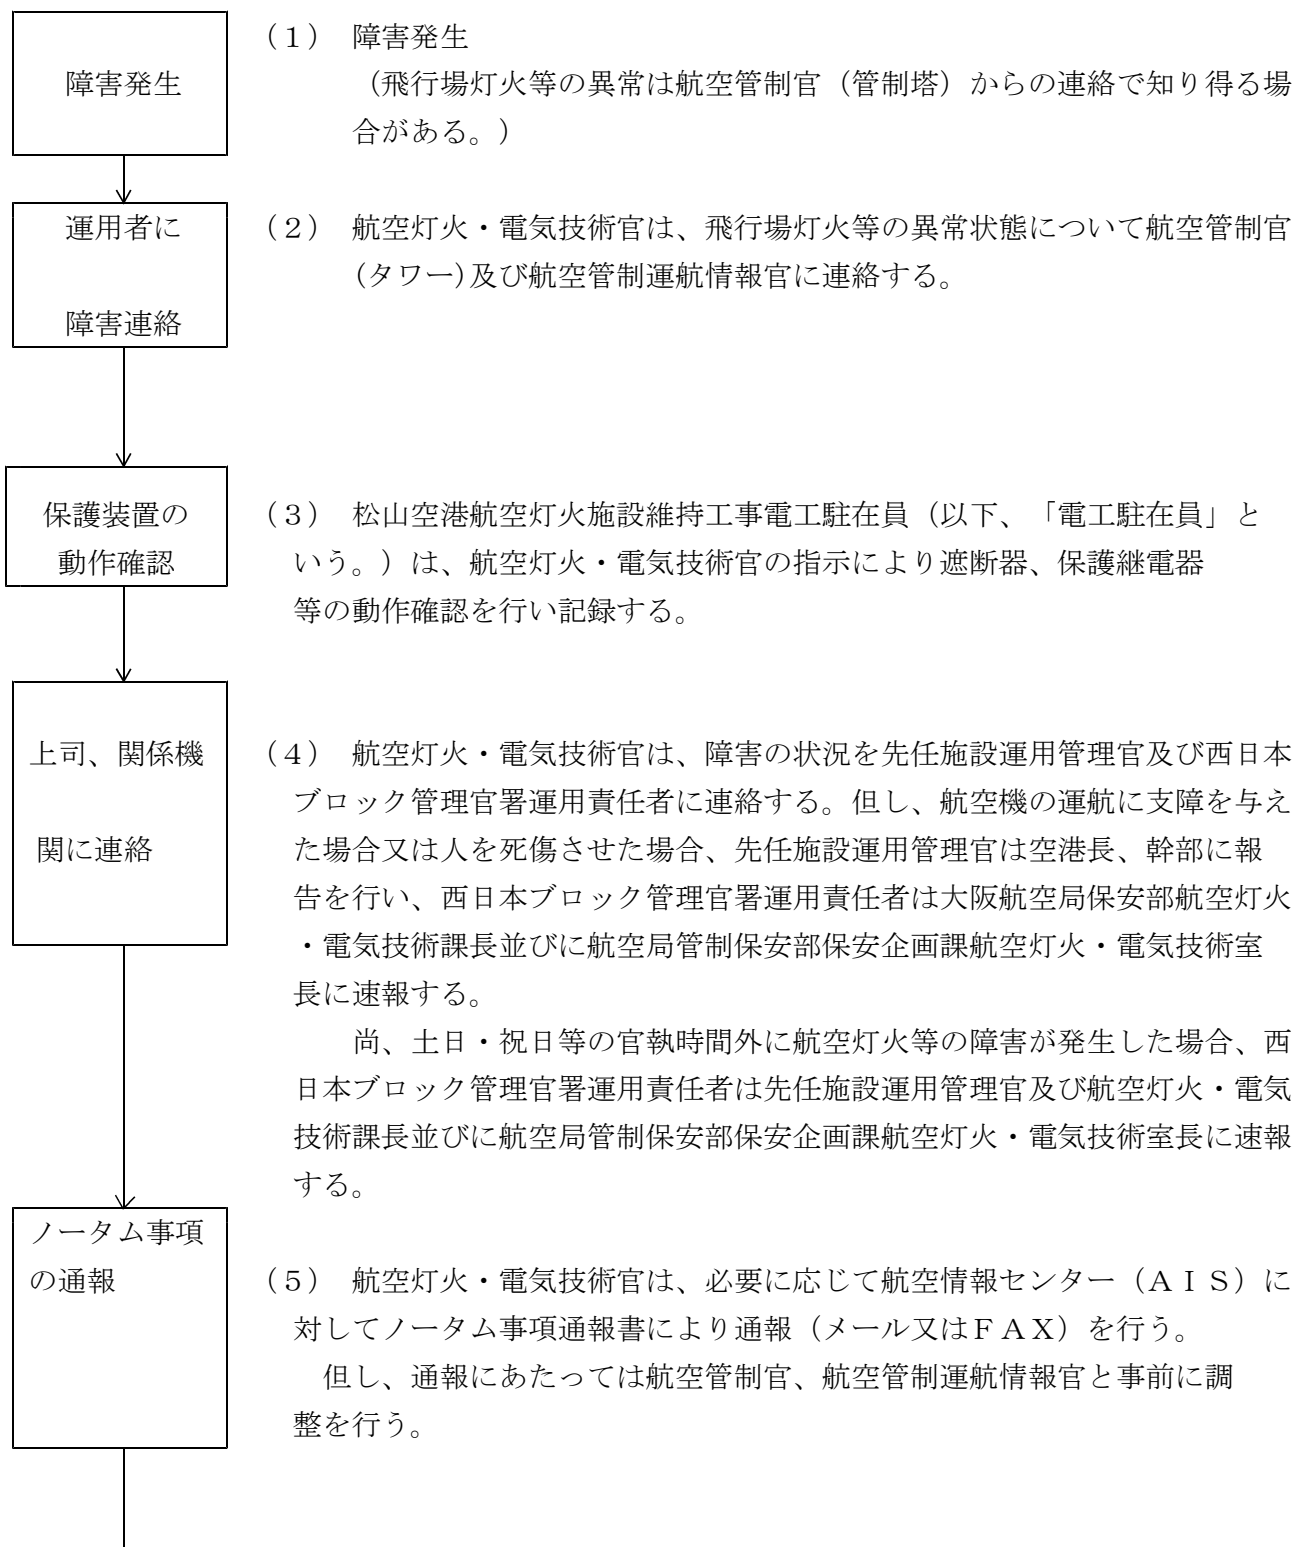 障害発生
（１） 障害発生
（飛行場灯火等の異常は航空管制官（管制塔）からの連絡で知り得る場
合がある。）
運用者に
障害連絡
（２） 航空灯火・電気技術官は、飛行場灯火等の異常状態について航空管制官
(タワー)及び航空管制運航情報官に連絡する。
保護装置の
動作確認
（３） 松山空港航空灯火施設維持工事電工駐在員（以下、「電工駐在員」と
いう。）は、航空灯火・電気技術官の指示により遮断器、保護継電器
等の動作確認を行い記録する。
上司、関係機
関に連絡
（４） 航空灯火・電気技術官は、障害の状況を先任施設運用管理官及び西日本
ブロック管理官署運用責任者に連絡する。但し、航空機の運航に支障を与え
た場合又は人を死傷させた場合、先任施設運用管理官は空港長、幹部に報
告を行い、西日本ブロック管理官署運用責任者は大阪航空局保安部航空灯火
・電気技術課長並びに航空局管制保安部保安企画課航空灯火・電気技術室
長に速報する。
尚、土日・祝日等の官執時間外に航空灯火等の障害が発生した場合、西
日本ブロック管理官署運用責任者は先任施設運用管理官及び航空灯火・電気
技術課長並びに航空局管制保安部保安企画課航空灯火・電気技術室長に速報
する。
ノータム事項
の通報
（５） 航空灯火・電気技術官は、必要に応じて航空情報センター（ＡＩＳ）に
対してノータム事項通報書により通報（メール又はＦＡＸ）を行う。
但し、通報にあたっては航空管制官、航空管制運航情報官と事前に調
整を行う。